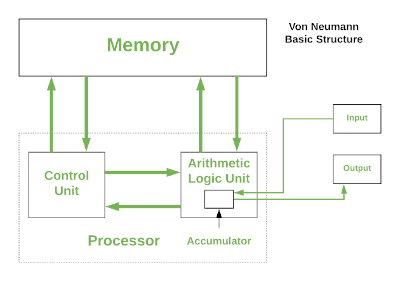 Memory
Von Neumann
Basic Structure
Input
Output
Control
Unit
Arithmetic
Logic Unit
Processor
Accumulator